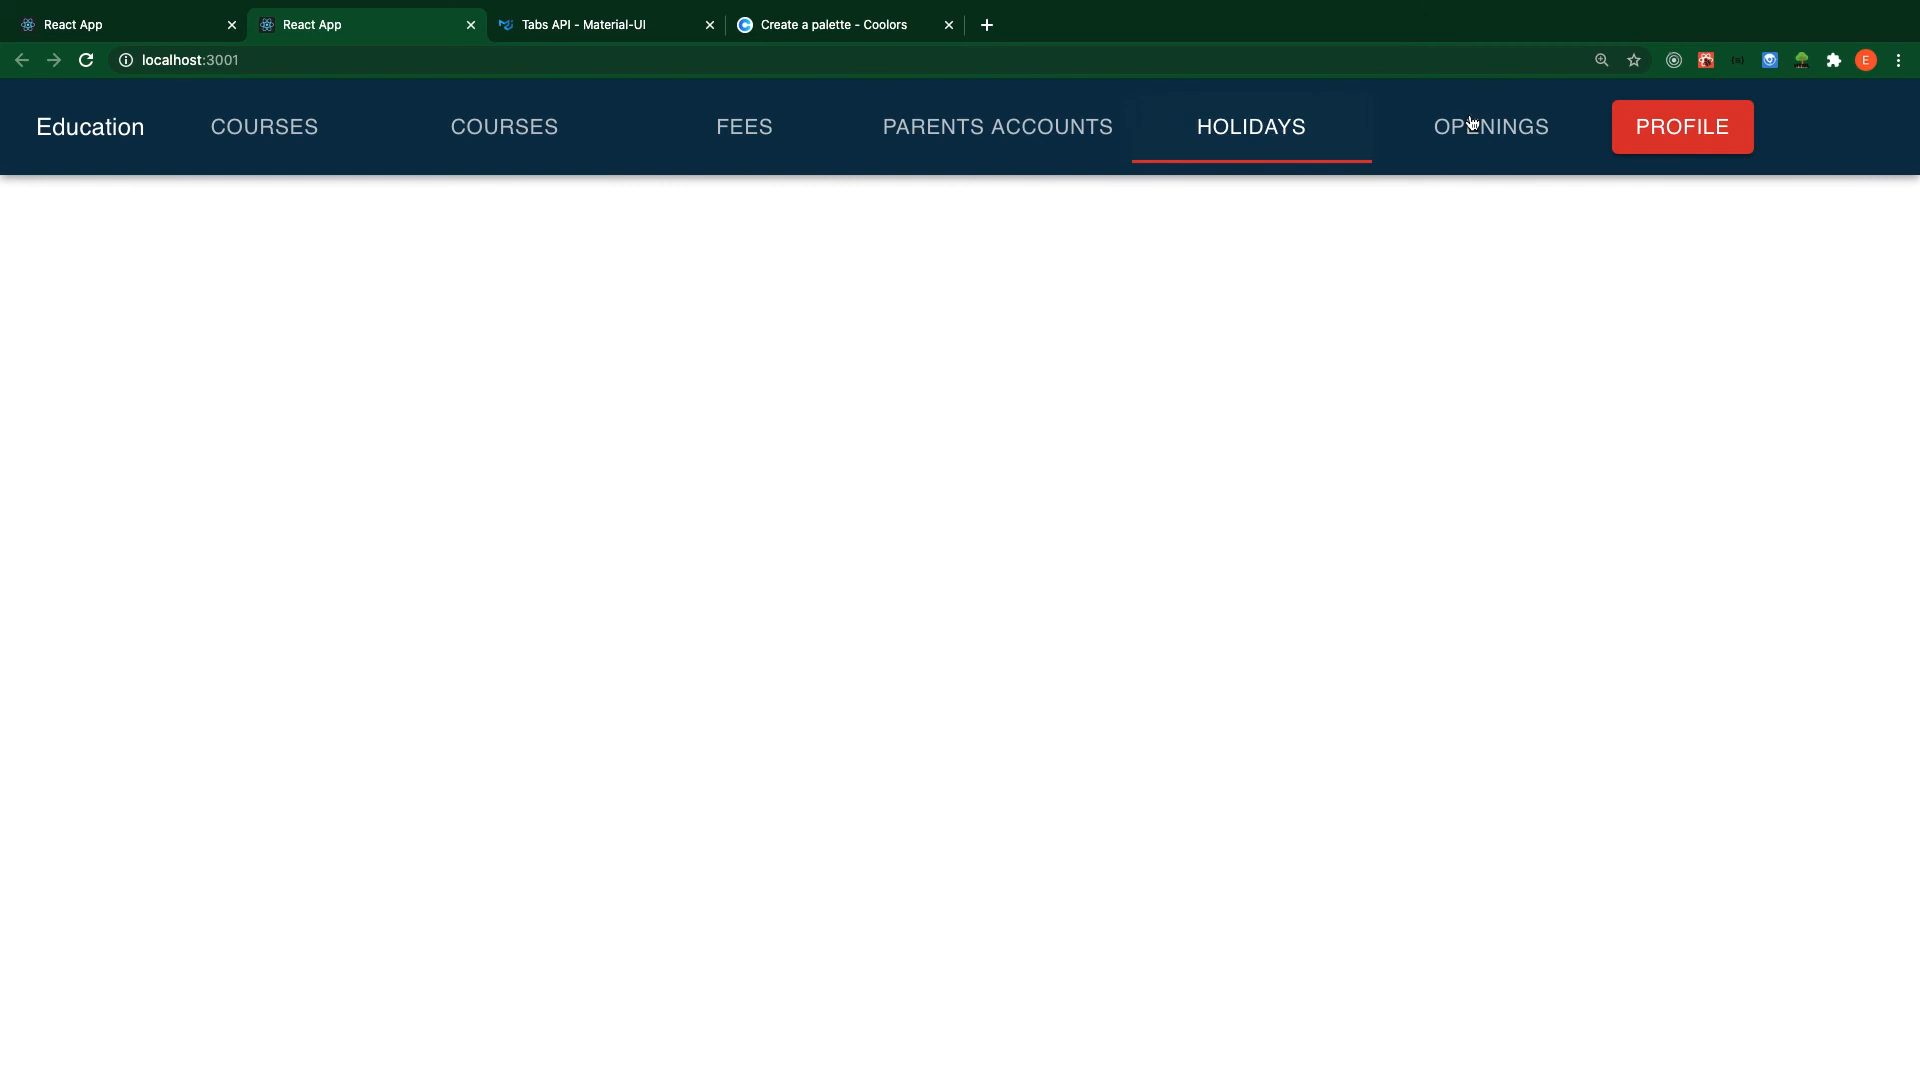 React App
React App
Tabs API - Material-UI
Create a palette - Coolors
localhost:3001
E
Education
COURSES
COURSES
FEES
PARENTS ACCOUNTS
HOLIDAYS
OPENINGS
PROFILE